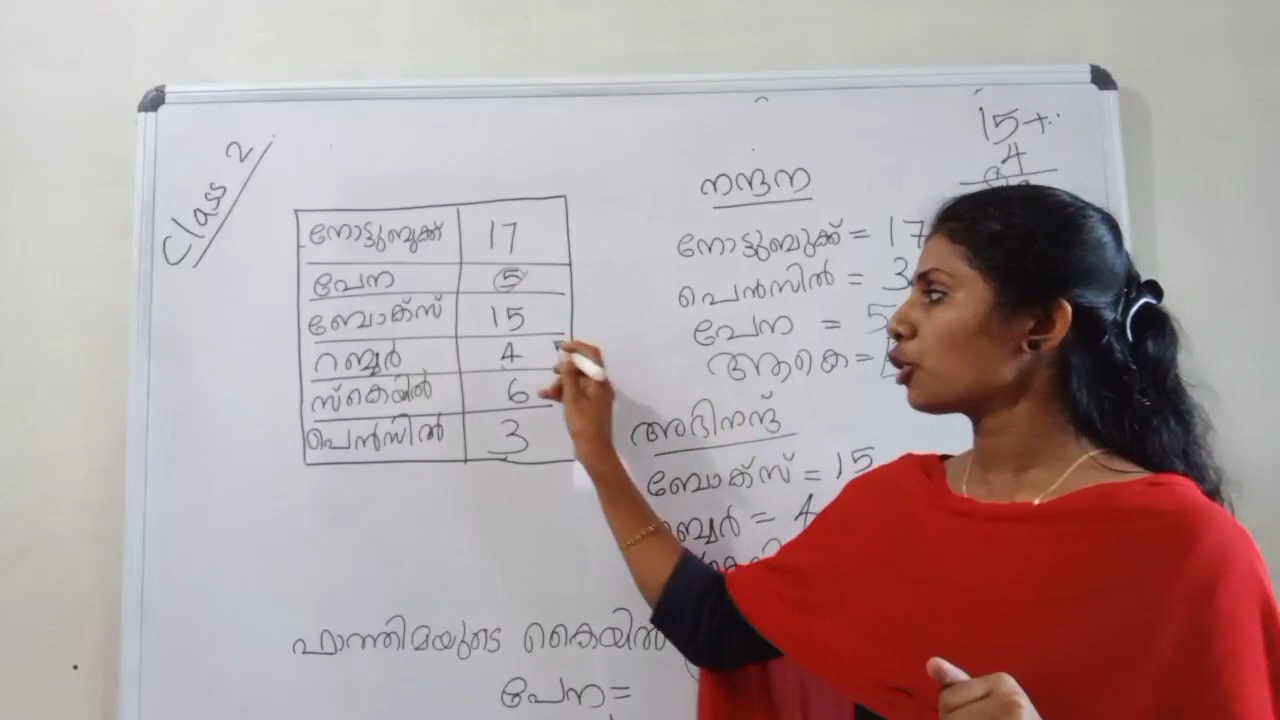 Class 2
നോട്ടുബുക്ക് 17
പേന 5
ബോക്സ് 15
റബ്ബർ 4
സ്കെയിൽ 6
പെൻസിൽ 3
15+
4
നന്ദന
നോട്ടുബുക്ക് = 17
പെൻസിൽ = 3
പേന = 5
ആകെ =
അഭിനന്ദ്
ബോക്സ് = 15
= 4
ഫാത്തിമയുടെ കൈയിൽ
പേന =